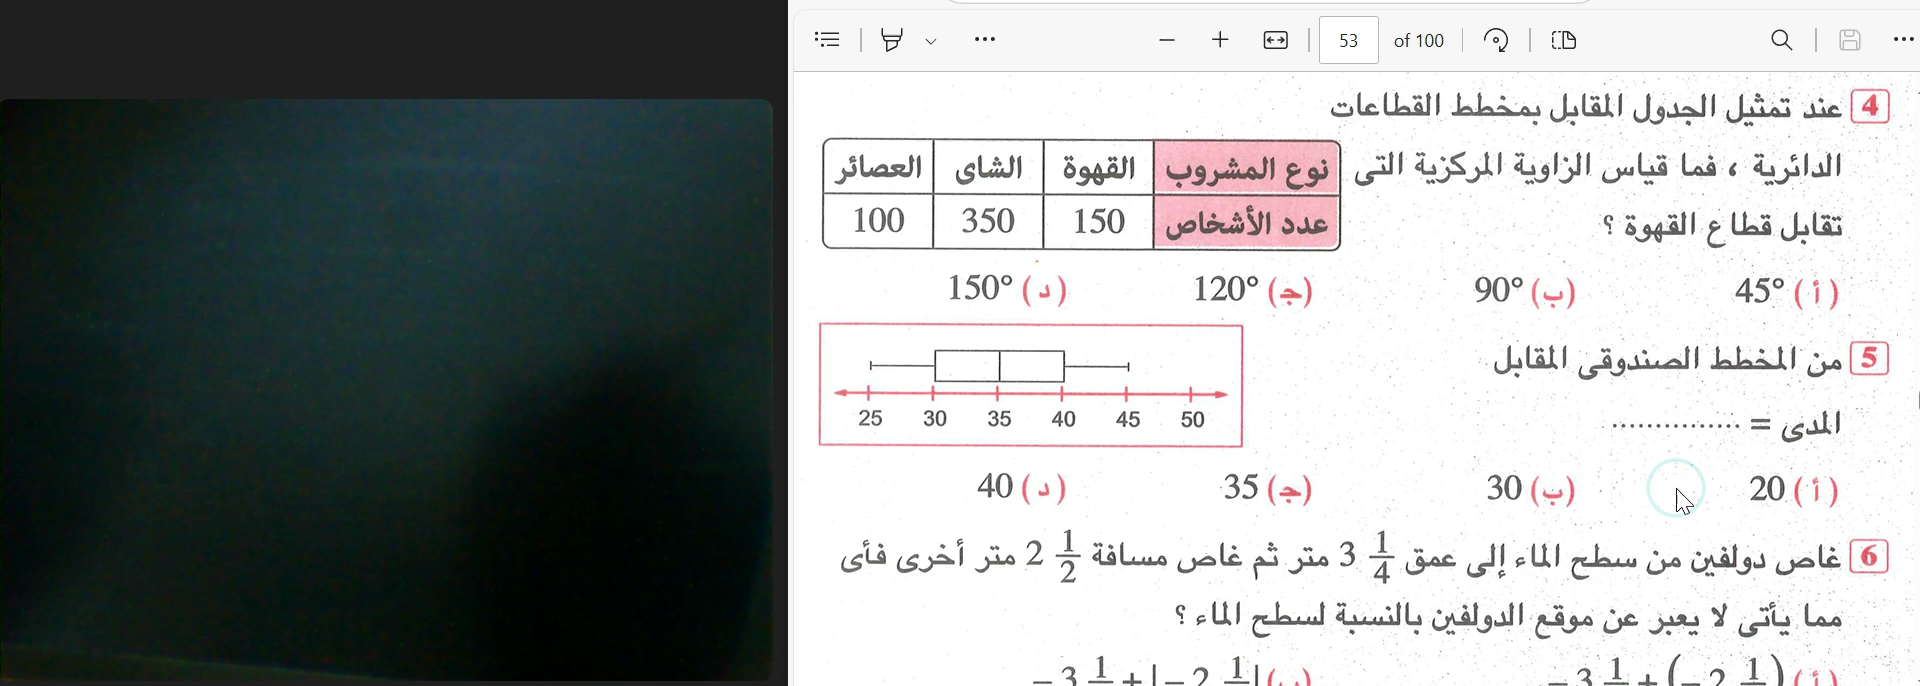 53 of 100
4 عند تمثيل الجدول المقابل بمخطط القطاعات
الدائرية ، فما قياس الزاوية المركزية التى
تقابل قطاع القهوة ؟
نوع المشروب القهوة الشاى العصائر
عدد الأشخاص 150 350 100
(أ) 45° (ب) 90° (جـ) 120° (د) 150°
5 من المخطط الصندوقى المقابل
المدى = ................
25 30 35 40 45 50
(أ) 20 (ب) 30 (جـ) 35 (د) 40
6 غاص دولفين من سطح الماء إلى عمق 3 1/4 متر ثم غاص مسافة 2 1/2 متر أخرى فأى
مما يأتى لا يعبر عن موقع الدولفين بالنسبة لسطح الماء ؟